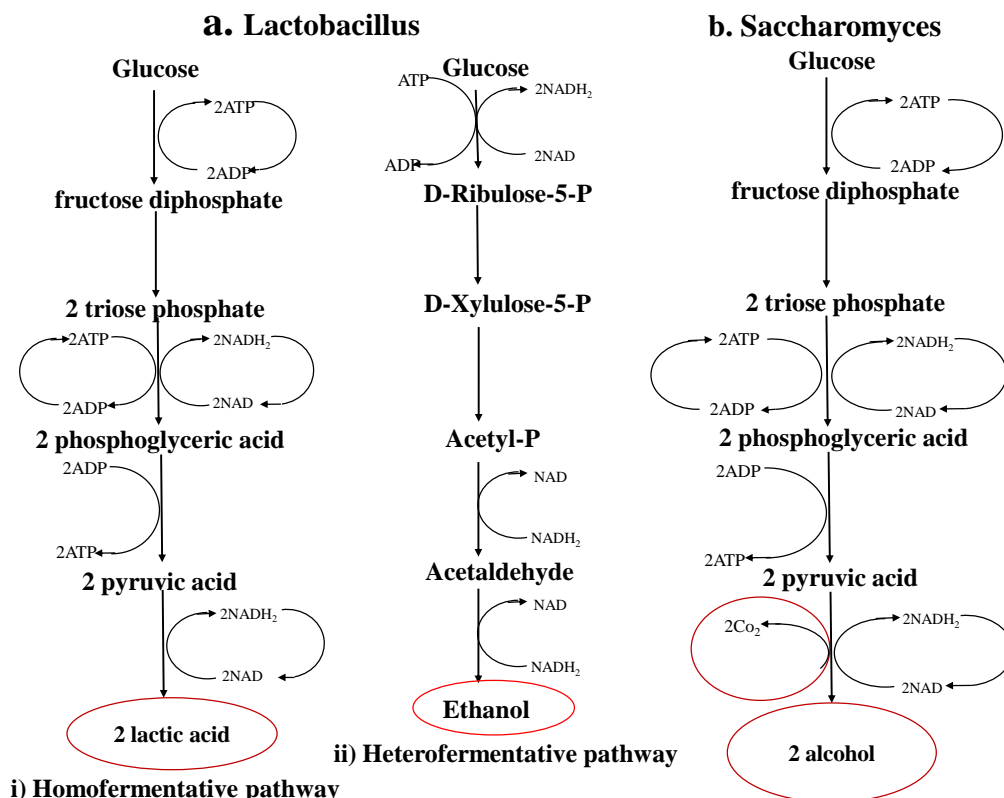 a. Lactobacillus
Glucose
2ATP
2ADP
fructose diphosphate
2 triose phosphate
2ATP
2NADH₂
2ADP
2NAD
2 phosphoglyceric acid
2ADP
2ATP
2 pyruvic acid
2NADH₂
2NAD
2 lactic acid
i) Homofermentative pathway
Glucose
ATP
2NADH₂
ADP
2NAD
D-Ribulose-5-P
D-Xylulose-5-P
Acetyl-P
NAD
NADH₂
Acetaldehyde
NAD
NADH₂
Ethanol
ii) Heterofermentative pathway
b. Saccharomyces
Glucose
2ATP
2ADP
fructose diphosphate
2 triose phosphate
2ATP
2NADH₂
2ADP
2NAD
2 phosphoglyceric acid
2ADP
2ATP
2 pyruvic acid
2Co₂
2NADH₂
2NAD
2 alcohol